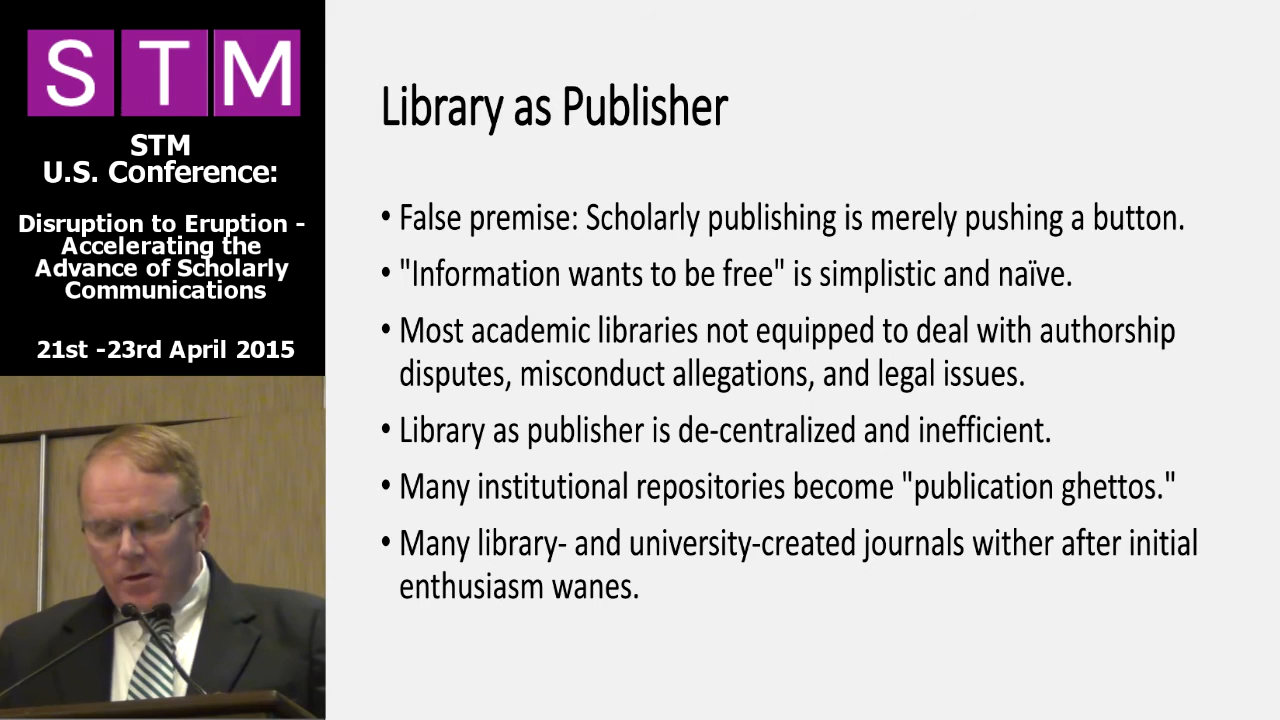 STM
STM
U.S. Conference:
Disruption to Eruption -
Accelerating the
Advance of Scholarly
Communications
21st -23rd April 2015
Library as Publisher
• False premise: Scholarly publishing is merely pushing a button.
• "Information wants to be free" is simplistic and naïve.
• Most academic libraries not equipped to deal with authorship
disputes, misconduct allegations, and legal issues.
• Library as publisher is de-centralized and inefficient.
• Many institutional repositories become "publication ghettos."
• Many library- and university-created journals wither after initial
enthusiasm wanes.